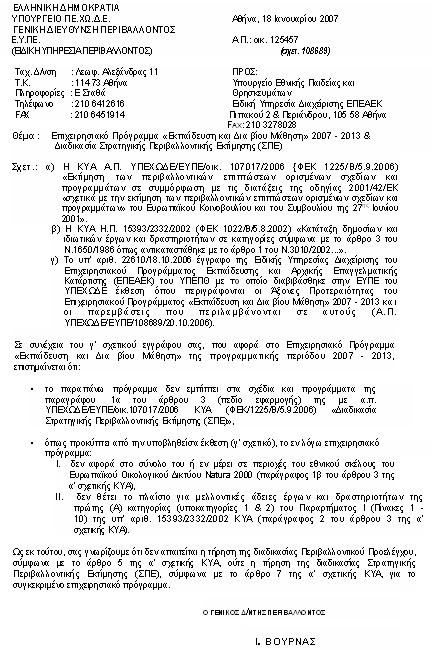 ΕΛΛΗΝΙΚΗ ΔΗΜΟΚΡΑΤΙΑ
ΥΠΟΥΡΓΕΙΟ ΠΕ.ΧΩ.Δ.Ε. Αθήνα, 18 Ιανουαρίου 2007
ΓΕΝΙΚΗ ΔΙΕΥΘΥΝΣΗ ΠΕΡΙΒΑΛΛΟΝΤΟΣ
Ε.Υ.ΠΕ. Α.Π.: οικ. 125457
(ΕΙΔΙΚΗ ΥΠΗΡΕΣΙΑ ΠΕΡΙΒΑΛΛΟΝΤΟΣ) (σχετ. 108689)
Ταχ. Δ/νση : Λεωφ. Αλεξάνδρας 11 ΠΡΟΣ:
Τ.Κ. : 114 73 Αθήνα Υπουργείο Εθνικής Παιδείας και
Πληροφορίες : Ε Σταθά Θρησκευμάτων
Τηλέφωνο : 210 6412616 Ειδική Υπηρεσία Διαχείρισης ΕΠΕΑΕΚ
FAX : 210 6451914 Πιπακού 2 & Περιάνδρου, 105 58 Αθήνα
FAX: 210 3278028
Θέμα : Επιχειρησιακό Πρόγραμμα «Εκπαίδευση και Δια βίου Μάθηση» 2007 - 2013 &
Διαδικασία Στρατηγικής Περιβαλλοντικής Εκτίμησης (ΣΠΕ)
Σχετ.: α) Η ΚΥΑ Α.Π. ΥΠΕΧΩΔΕ/ΕΥΠΕ/οικ. 107017/2006 {ΦΕΚ 1225/Β/5.9.2006)
«Εκτίμηση των περιβαλλοντικών επιπτώσεων ορισμένων σχεδίων και
προγραμμάτων σε συμμόρφωση με τις διατάξεις της οδηγίας 2001/42/ΕΚ
«σχετικά με την εκτίμηση των περιβαλλοντικών επιπτώσεων ορισμένων σχεδίων και
προγραμμάτων» του Ευρωπαϊκού Κοινοβουλίου και του Συμβουλίου της 27ης Ιουνίου
2001».
β) Η ΚΥΑ Η.Π. 15393/2332/2002 (ΦΕΚ 1022/Β/5.8.2002) «Κατάταξη δημοσίων και
ιδιωτικών έργων και δραστηριοτήτων σε κατηγορίες σύμφωνα με το άρθρο 3 του
Ν.1650/1986 όπως αντικαταστάθηκε με το άρθρο 1 του Ν.3010/2002...».
γ) Το υπ' αριθ. 22610/18.10.2006 έγγραφο της Ειδικής Υπηρεσίας Διαχείρισης του
Επιχειρησιακού Προγράμματος Εκπαίδευσης και Αρχικής Επαγγελματικής
Κατάρτισης (ΕΠΕΑΕΚ) του ΥΠΕΠΘ με το οποίο διαβιβάσθηκε στην ΕΥΠΕ του
ΥΠΕΧΩΔΕ έκθεση όπου περιγράφονται οι Άξονες Προτεραιότητας του
Επιχειρησιακού Προγράμματος «Εκπαίδευση και Δια βίου Μάθηση» 2007 - 2013 και
οι παρεμβάσεις που περιλαμβάνονται σε αυτούς (Α.Π.
ΥΠΕΧΩΔΕ/ΕΥΠΕ/108689/20.10.2006).
Σε συνέχεια του γ' σχετικού εγγράφου σας, που αφορά στο Επιχειρησιακό Πρόγραμμα
«Εκπαίδευση και Δια βίου Μάθηση» της προγραμματικής περιόδου 2007 - 2013,
επισημαίνεται ότι:
• το παραπάνω πρόγραμμα δεν εμπίπτει στα σχέδια και προγράμματα της
παραγράφου 1α του άρθρου 3 (πεδίο εφαρμογής) της με α.π.
ΥΠΕΧΩΔΕ/ΕΥΠΕ/οικ.107017/2006 ΚΥΑ (ΦΕΚ/1225/Β/5.9.2006) «Διαδικασία
Στρατηγικής Περιβαλλοντικής Εκτίμησης (ΣΠΕ)»,
• όπως προκύπτει από την υποβληθείσα έκθεση (γ' σχετικό), το εν λόγω επιχειρησιακό
πρόγραμμα:
I. δεν αφορά στο σύνολο του ή εν μέρει σε περιοχές του εθνικού σκέλους του
Ευρωπαϊκού Οικολογικού Δικτύου Natura 2000 (παράγραφος 1β του άρθρου 3 της
α' σχετικής ΚΥΑ),
II. δεν θέτει το πλαίσιο για μελλοντικές άδειες έργων και δραστηριοτήτων της
πρώτης (Α) κατηγορίας (υποκατηγορίες 1 & 2) του Παραρτήματος Ι (Πίνακες 1 -
10) της υπ' αριθ. 15393/2332/2002 ΚΥΑ (παράγραφος 2 του άρθρου 3 της α'
σχετικής ΚΥΑ).
Ως εκ τούτου, σας γνωρίζουμε ότι δεν απαιτείται η τήρηση της διαδικασίας Περιβαλλοντικού Προελέγχου,
σύμφωνα με το άρθρο 5 της α' σχετικής ΚΥΑ, ούτε η τήρηση της διαδικασίας Στρατηγικής
Περιβαλλοντικής Εκτίμησης (ΣΠΕ), σύμφωνα με το άρθρο 7 της α' σχετικής ΚΥΑ, για το
συγκεκριμένο επιχειρησιακό πρόγραμμα.
Ο ΓΕΝΙΚΟΣ Δ/ΝΤΗΣ ΠΕΡΙΒΑΛΛΟΝΤΟΣ
Ι. ΒΟΥΡΝΑΣ